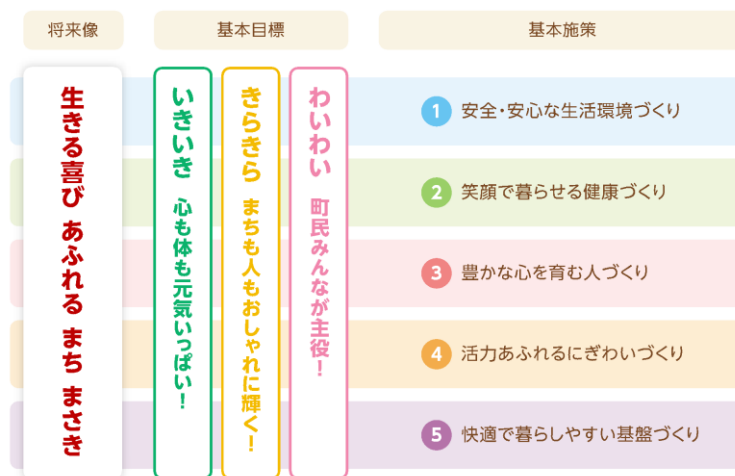 将来像
基本目標
基本施策
生きる喜び あふれる まち まさき
いきいき 心も体も元気いっぱい！
きらきら まちも人もおしゃれに輝く！
わいわい 町民みんなが主役！
1 安全・安心な生活環境づくり
2 笑顔で暮らせる健康づくり
3 豊かな心を育む人づくり
4 活力あふれるにぎわいづくり
5 快適で暮らしやすい基盤づくり